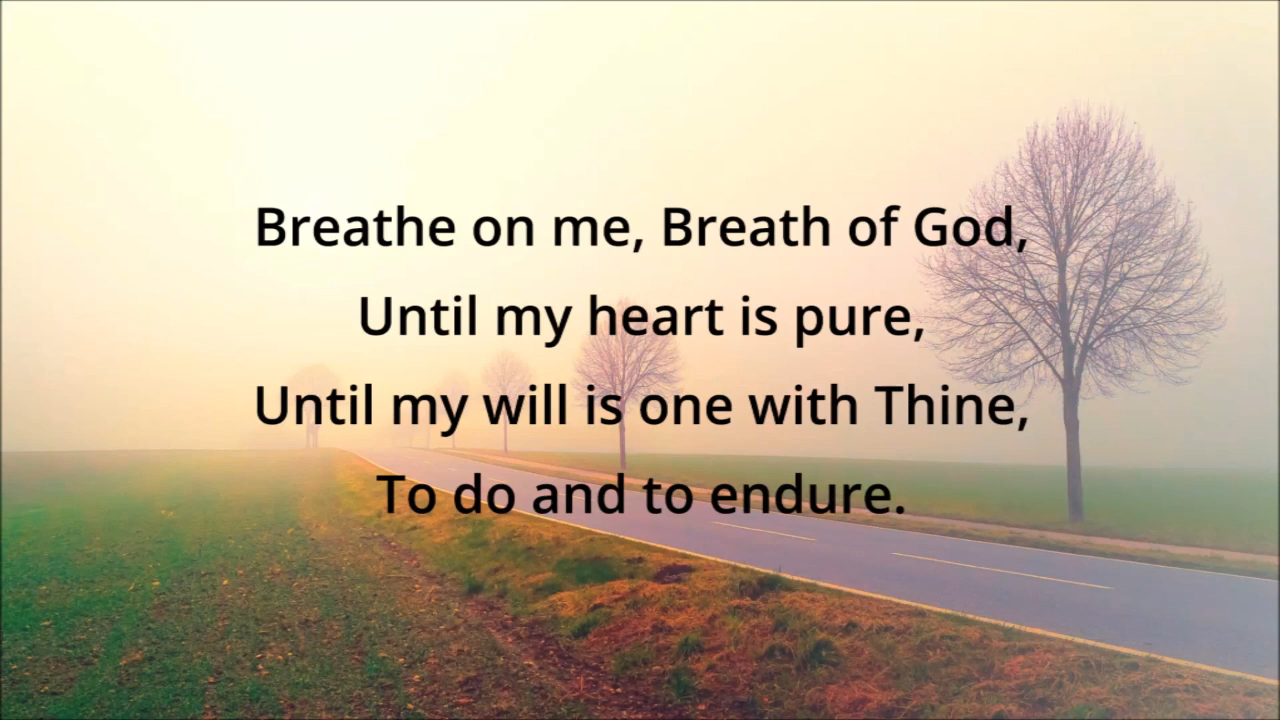 Breathe on me, Breath of God,
Until my heart is pure,
Until my will is one with Thine,
To do and to endure.